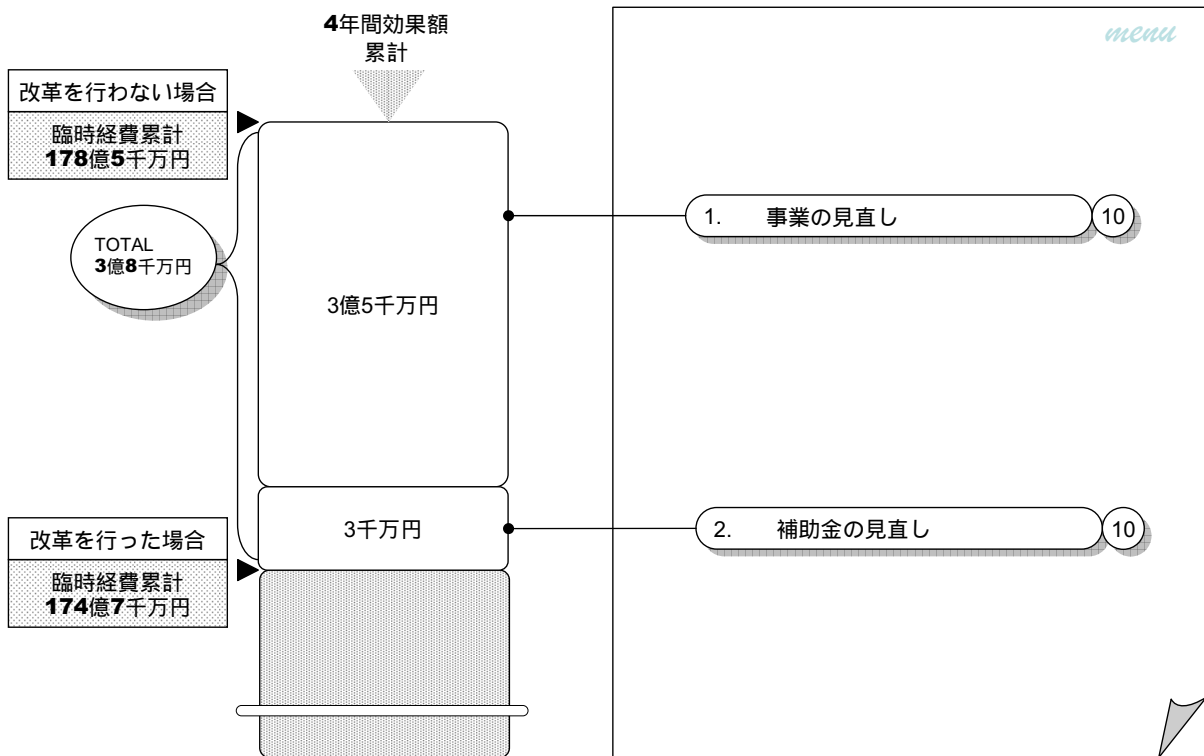 4年間効果額
累計
menu
改革を行わない場合
臨時経費累計
178億5千万円
1. 事業の見直し 10
TOTAL
3億8千万円
3億5千万円
3千万円
2. 補助金の見直し 10
改革を行った場合
臨時経費累計
174億7千万円